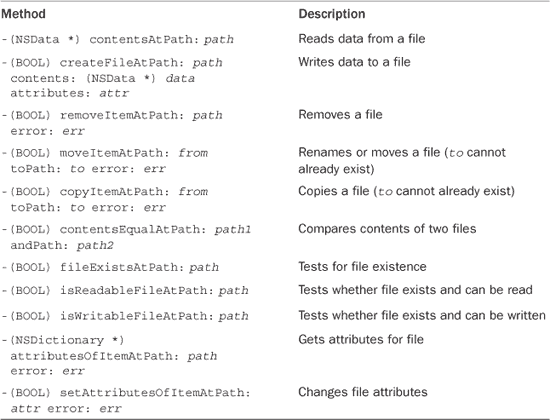 Method Description
-(NSData *) contentsAtPath: path Reads data from a file
-(BOOL) createFileAtPath: path Writes data to a file
contents: (NSData *) data
attributes: attr
-(BOOL) removeItemAtPath: path Removes a file
error: err
-(BOOL) moveItemAtPath: from Renames or moves a file (to cannot
toPath: to error: err already exist)
-(BOOL) copyItemAtPath: from Copies a file (to cannot already exist)
toPath: to error: err
-(BOOL) contentsEqualAtPath: path1 Compares contents of two files
andPath: path2
-(BOOL) fileExistsAtPath: path Tests for file existence
-(BOOL) isReadableFileAtPath: path Tests whether file exists and can be read
-(BOOL) isWritableFileAtPath: path Tests whether file exists and can be written
-(NSDictionary *) Gets attributes for file
attributesOfItemAtPath: path
error: err
-(BOOL) setAttributesOfItemAtPath: Changes file attributes
attr error: err